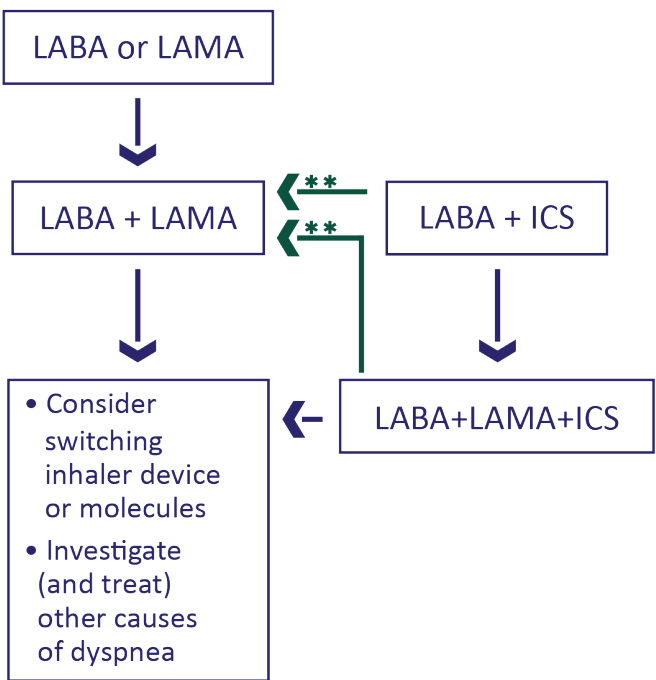 LABA or LAMA
**
LABA + LAMA
LABA + ICS
**
LABA+LAMA+ICS
• Consider
switching
inhaler device
or molecules
• Investigate
(and treat)
other causes
of dyspnea